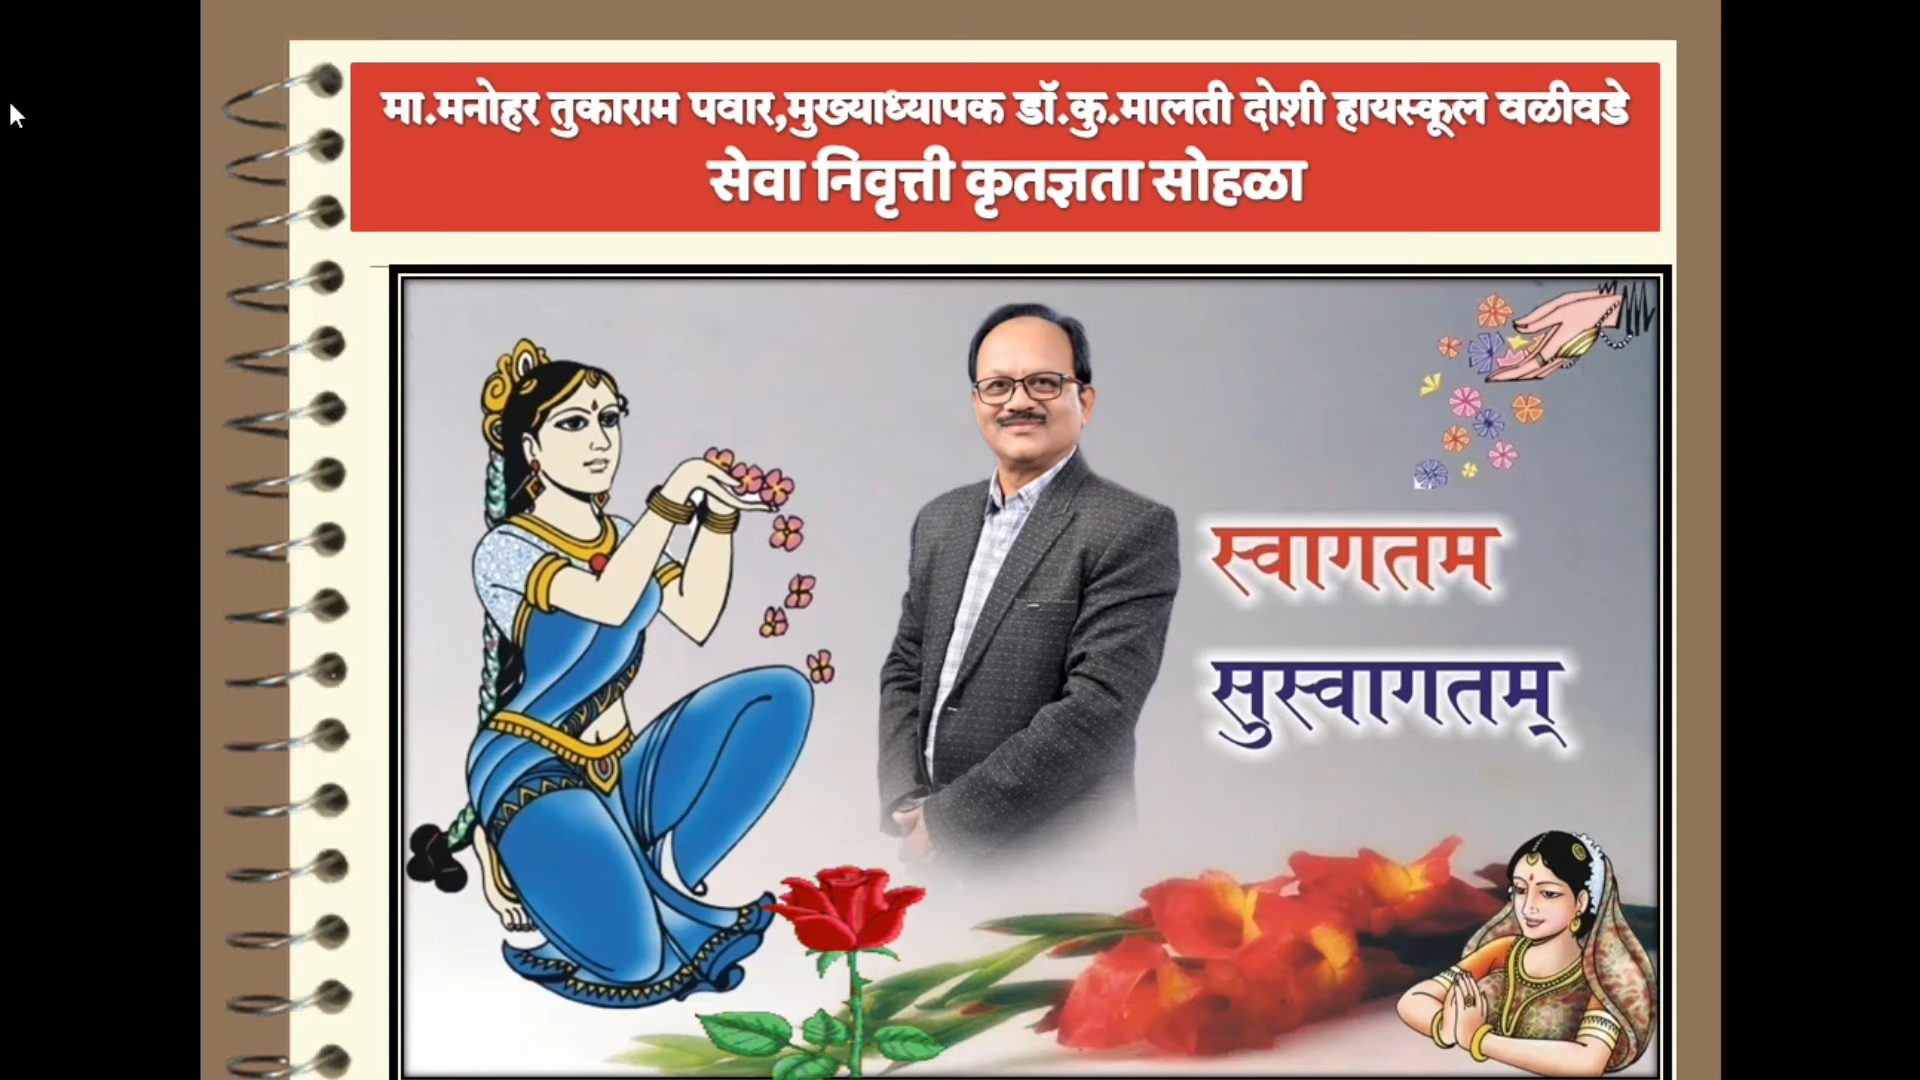 मा.मनोहर तुकाराम पवार,मुख्याध्यापक डॉ.कु.मालती दोशी हायस्कूल वळीवडे
सेवा निवृत्ती कृतज्ञता सोहळा
स्वागतम
सुस्वागतम्